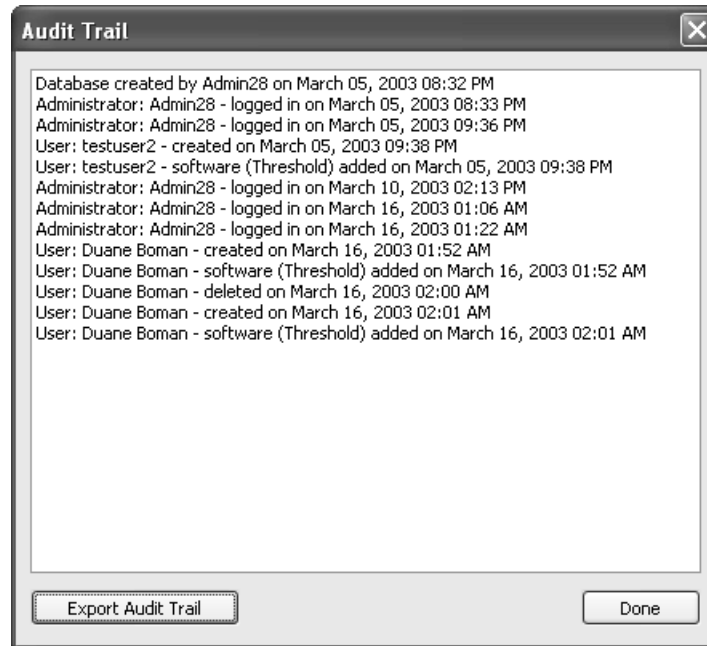 Audit Trail
Database created by Admin28 on March 05, 2003 08:32 PM
Administrator: Admin28 - logged in on March 05, 2003 08:33 PM
Administrator: Admin28 - logged in on March 05, 2003 09:36 PM
User: testuser2 - created on March 05, 2003 09:38 PM
User: testuser2 - software (Threshold) added on March 05, 2003 09:38 PM
Administrator: Admin28 - logged in on March 10, 2003 02:13 PM
Administrator: Admin28 - logged in on March 16, 2003 01:06 AM
Administrator: Admin28 - logged in on March 16, 2003 01:22 AM
User: Duane Boman - created on March 16, 2003 01:52 AM
User: Duane Boman - software (Threshold) added on March 16, 2003 01:52 AM
User: Duane Boman - deleted on March 16, 2003 02:00 AM
User: Duane Boman - created on March 16, 2003 02:01 AM
User: Duane Boman - software (Threshold) added on March 16, 2003 02:01 AM
Export Audit Trail
Done